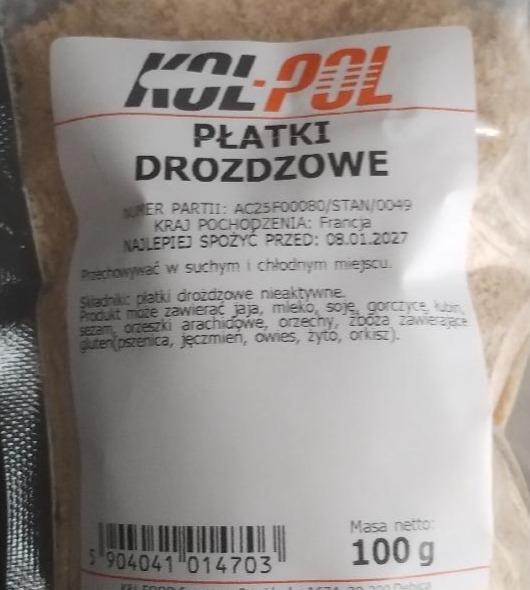 KOL-POL
PŁATKI
DROŻDŻOWE
NUMER PARTII: AC25F00080/STAN/0049
KRAJ POCHODZENIA: Francja
NAJLEPIEJ SPOŻYĆ PRZED: 08.01.2027
Przechowywać w suchym i chłodnym miejscu.
Składniki: płatki drożdżowe nieaktywne.
Produkt może zawierać jaja, mleko, soję, gorczycę, łubin,
sezam, orzeszki arachidowe, orzechy, zboża zawierające
gluten(pszenica, jęczmień, owies, żyto, orkisz).
Masa netto:
100 g
5 904041 014703